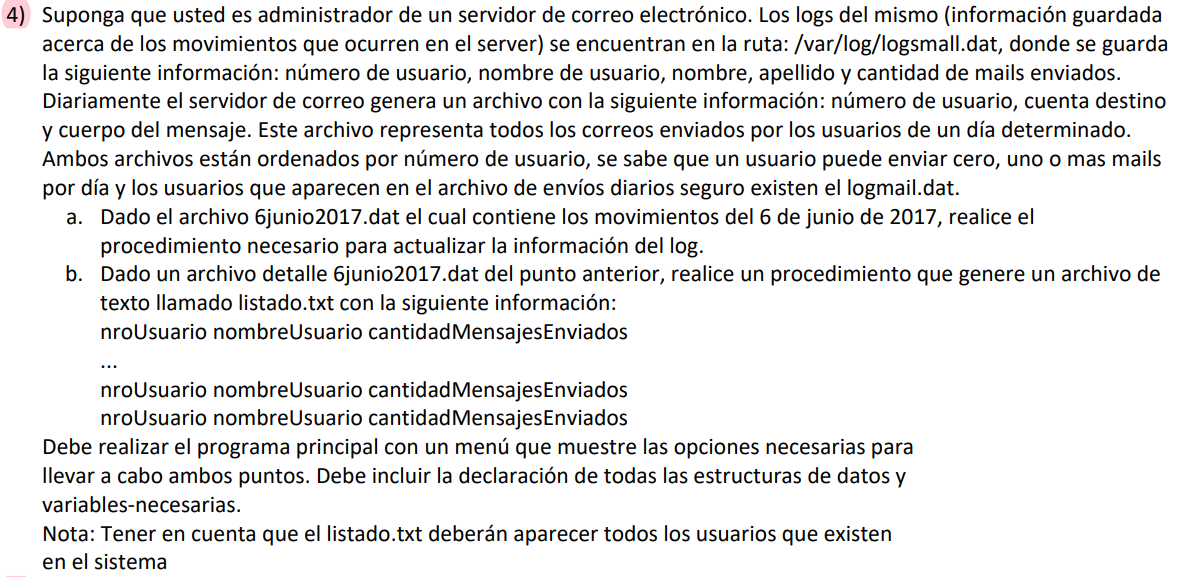 4) Suponga que usted es administrador de un servidor de correo electrónico. Los logs del mismo (información guardada
acerca de los movimientos que ocurren en el server) se encuentran en la ruta: /var/log/logsmall.dat, donde se guarda
la siguiente información: número de usuario, nombre de usuario, nombre, apellido y cantidad de mails enviados.
Diariamente el servidor de correo genera un archivo con la siguiente información: número de usuario, cuenta destino
y cuerpo del mensaje. Este archivo representa todos los correos enviados por los usuarios de un día determinado.
Ambos archivos están ordenados por número de usuario, se sabe que un usuario puede enviar cero, uno o mas mails
por día y los usuarios que aparecen en el archivo de envíos diarios seguro existen el logmail.dat.
a. Dado el archivo 6junio2017.dat el cual contiene los movimientos del 6 de junio de 2017, realice el
procedimiento necesario para actualizar la información del log.
b. Dado un archivo detalle 6junio2017.dat del punto anterior, realice un procedimiento que genere un archivo de
texto llamado listado.txt con la siguiente información:
nroUsuario nombreUsuario cantidadMensajesEnviados
...
nroUsuario nombreUsuario cantidadMensajesEnviados
nroUsuario nombreUsuario cantidadMensajesEnviados
Debe realizar el programa principal con un menú que muestre las opciones necesarias para
llevar a cabo ambos puntos. Debe incluir la declaración de todas las estructuras de datos y
variables-necesarias.
Nota: Tener en cuenta que el listado.txt deberán aparecer todos los usuarios que existen
en el sistema